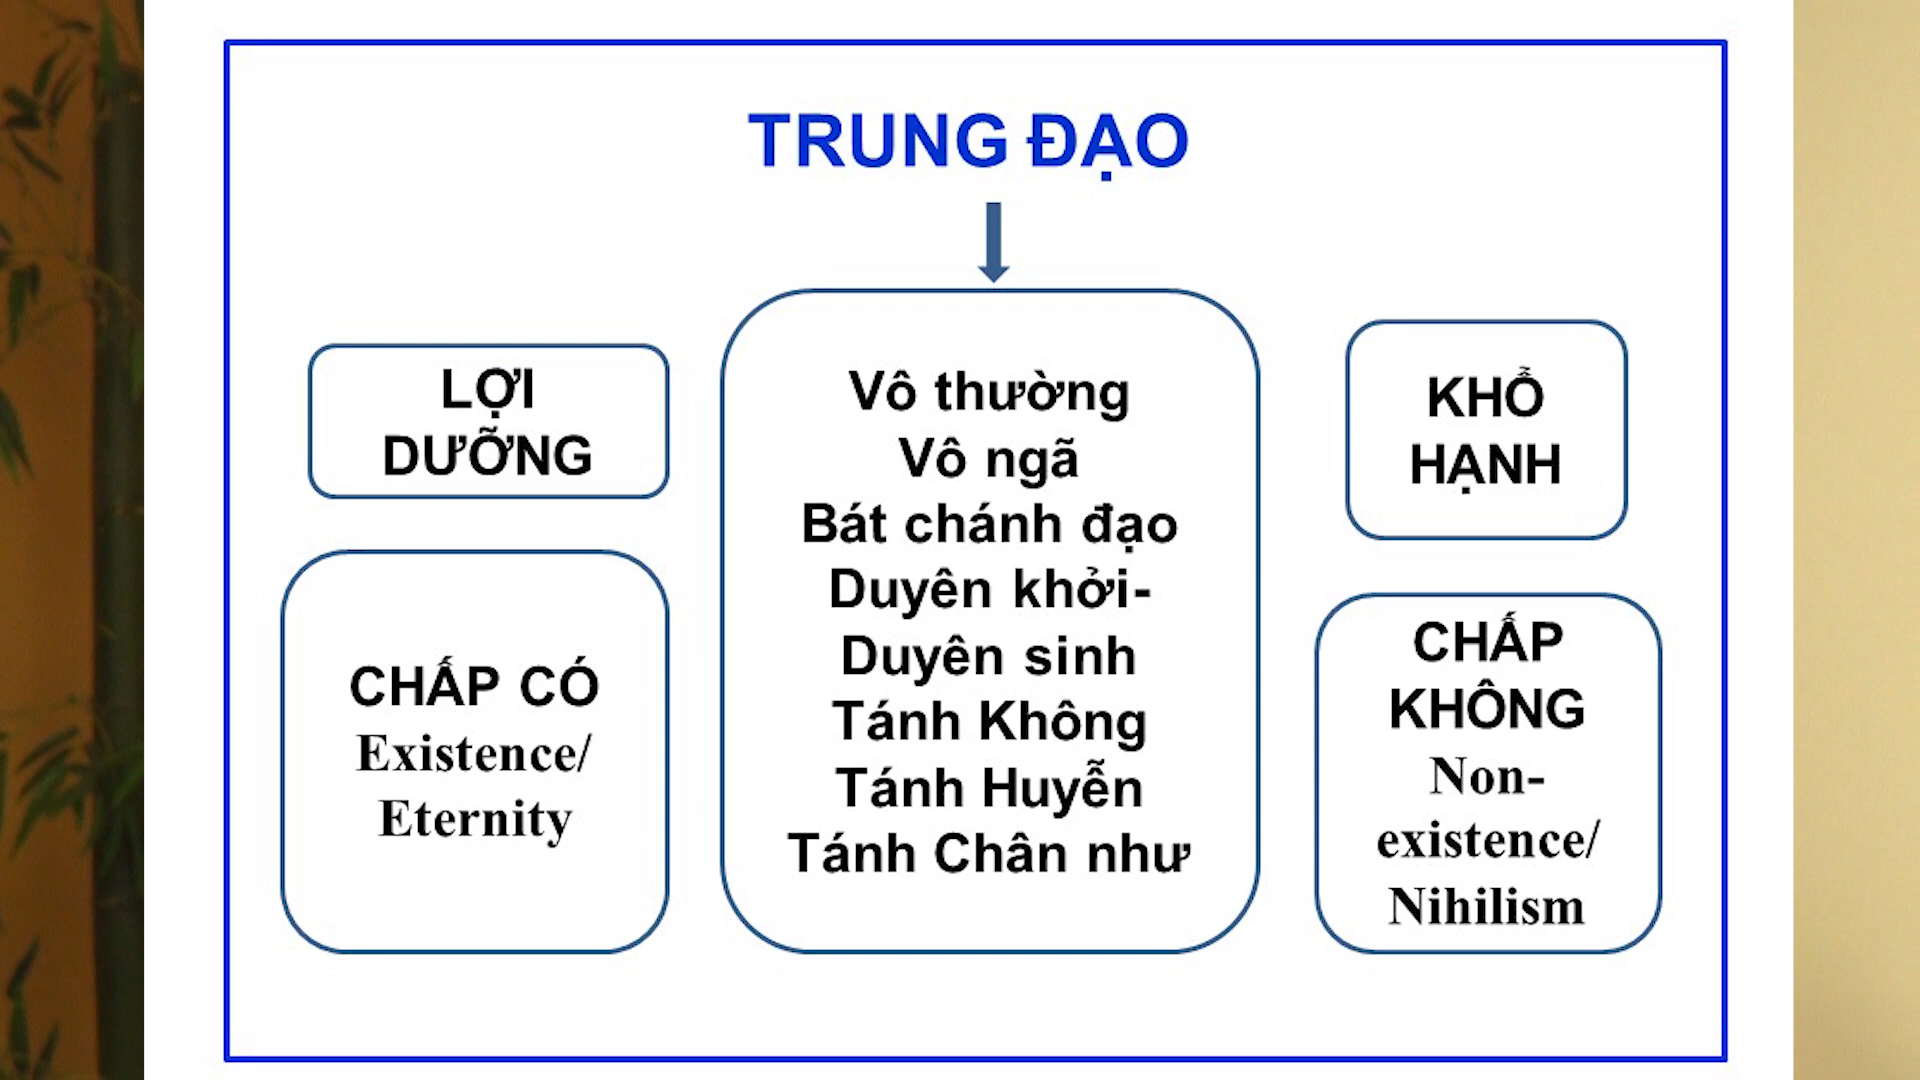 TRUNG ĐẠO
LỢI
DƯỠNG
CHẤP CÓ
Existence/
Eternity
Vô thường
Vô ngã
Bát chánh đạo
Duyên khởi-
Duyên sinh
Tánh Không
Tánh Huyễn
Tánh Chân như
KHỔ
HẠNH
CHẤP
KHÔNG
Non-
existence/
Nihilism